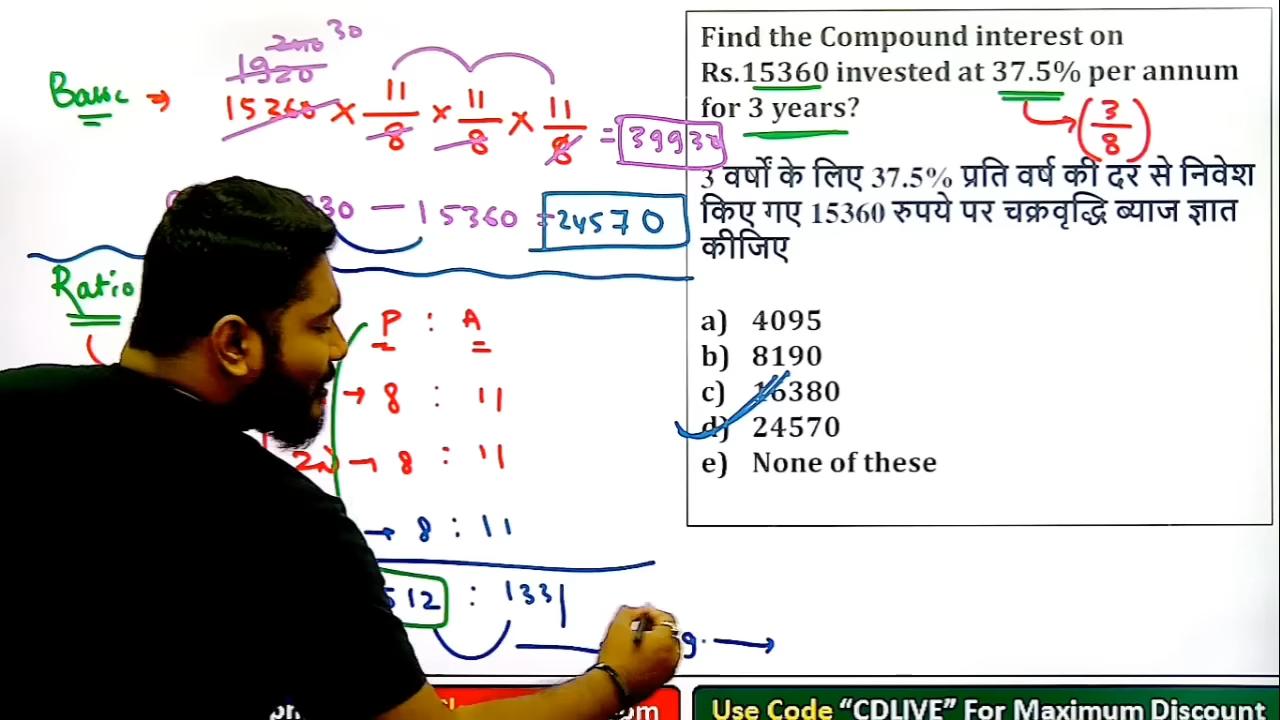 240 30
1920
Basic ⇒ 15360 × 11/8 × 11/8 × 11/8 = 39930
30 – 15360 = 24570
Ratio
P : A
→ 8 : 11
2n → 8 : 11
→ 8 : 11
512 : 1331
Find the Compound interest on
Rs.15360 invested at 37.5% per annum
for 3 years?
(3/8)
3 वर्षों के लिए 37.5% प्रति वर्ष की दर से निवेश
किए गए 15360 रुपये पर चक्रवृद्धि ब्याज ज्ञात
कीजिए
a) 4095
b) 8190
c) 16380
d) 24570
e) None of these
Use Code “CDLIVE” For Maximum Discount